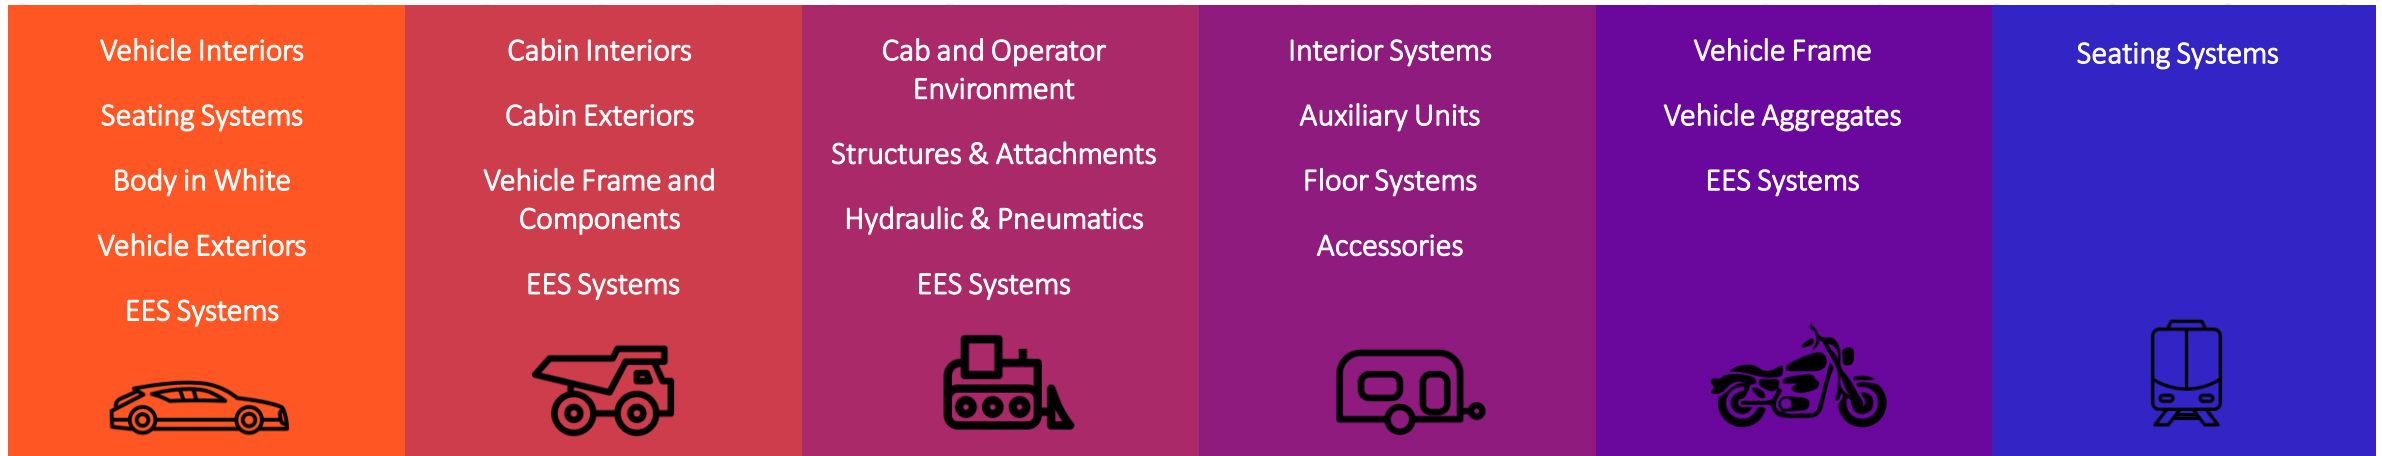 Vehicle Interiors
Seating Systems
Body in White
Vehicle Exteriors
EES Systems
Cabin Interiors
Cabin Exteriors
Vehicle Frame and
Components
EES Systems
Cab and Operator
Environment
Structures & Attachments
Hydraulic & Pneumatics
EES Systems
Interior Systems
Auxiliary Units
Floor Systems
Accessories
Vehicle Frame
Vehicle Aggregates
EES Systems
Seating Systems